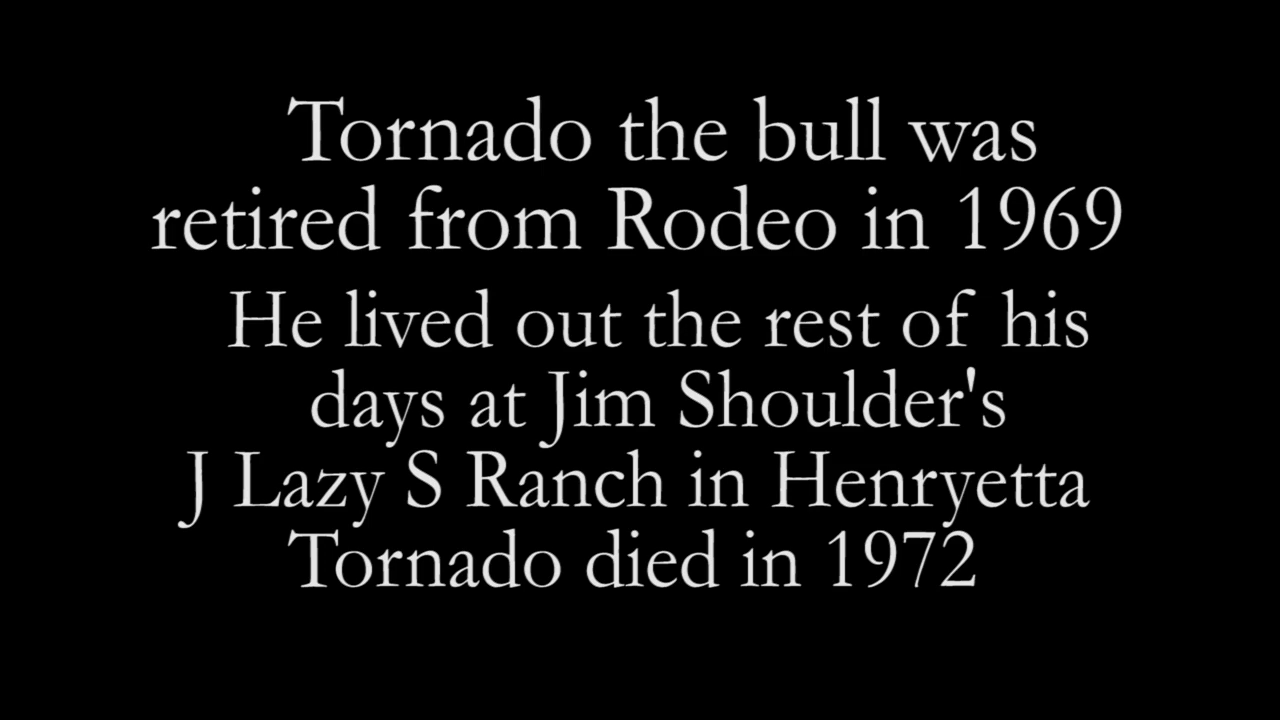 Tornado the bull was
retired from Rodeo in 1969
He lived out the rest of his
days at Jim Shoulder's
J Lazy S Ranch in Henryetta
Tornado died in 1972